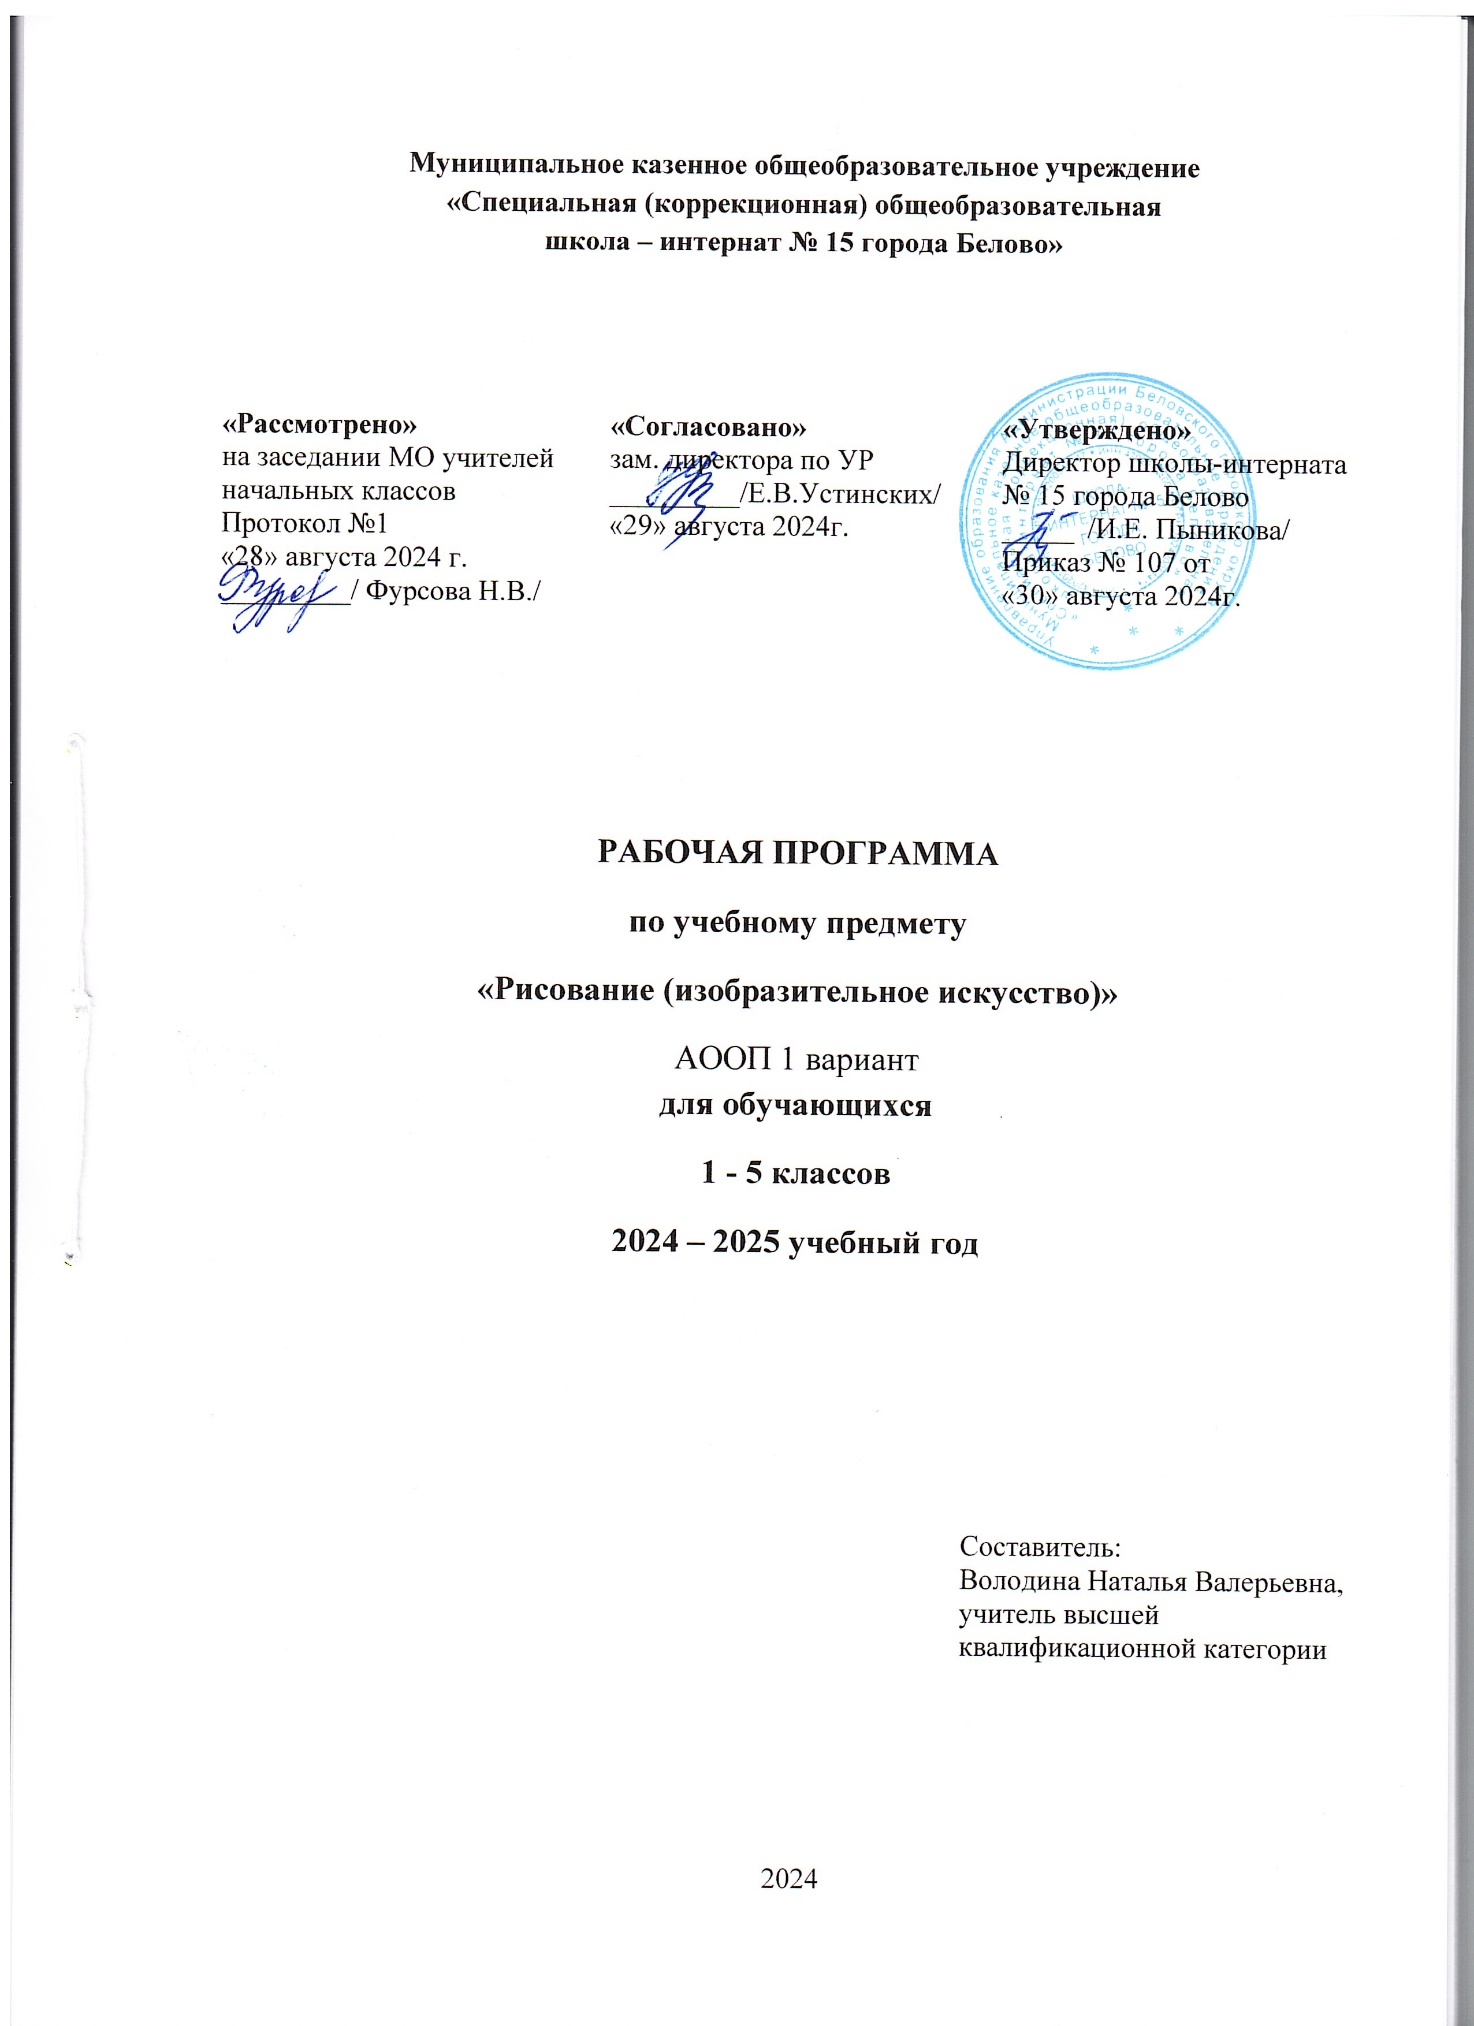 Муниципальное казенное общеобразовательное учреждение
«Специальная (коррекционная) общеобразовательная
школа – интернат № 15 города Белово»
«Рассмотрено»
на заседании МО учителей
начальных классов
Протокол №1
«28» августа 2024 г.
_________/ Фурсова Н.В./
«Согласовано»
зам. директора по УР
_________/Е.В.Устинских/
«29» августа 2024г.
«Утверждено»
Директор школы-интерната
№ 15 города Белово
_____ /И.Е. Пыникова/
Приказ № 107 от
«30» августа 2024г.
РАБОЧАЯ ПРОГРАММА
по учебному предмету
«Рисование (изобразительное искусство)»
АООП 1 вариант
для обучающихся
1 - 5 классов
2024 – 2025 учебный год
Составитель:
Володина Наталья Валерьевна,
учитель высшей
квалификационной категории
2024